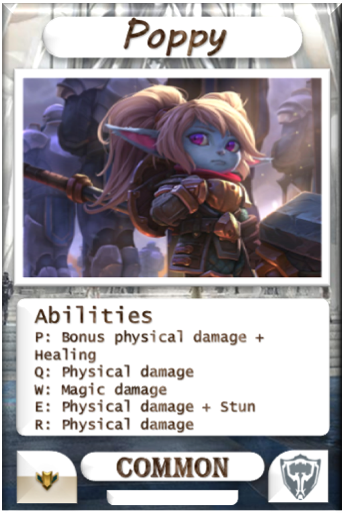 Poppy
Abilities
P: Bonus physical damage +
Healing
Q: Physical damage
W: Magic damage
E: Physical damage + Stun
R: Physical damage
COMMON